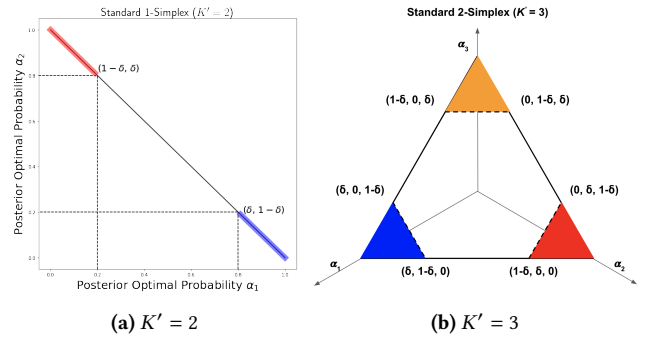 Standard 1-Simplex (K′ = 2)
Posterior Optimal Probability α₂
1.0
(1 − δ, δ)
0.8
0.6
0.4
(δ, 1 − δ)
0.2
0.0
0.0 0.2 0.4 0.6 0.8 1.0
Posterior Optimal Probability α₁
(a) K′ = 2
Standard 2-Simplex (K′ = 3)
α₃
(1-δ, 0, δ) (0, 1-δ, δ)
(δ, 0, 1-δ) (0, δ, 1-δ)
α₁ α₂
(δ, 1-δ, 0) (1-δ, δ, 0)
(b) K′ = 3